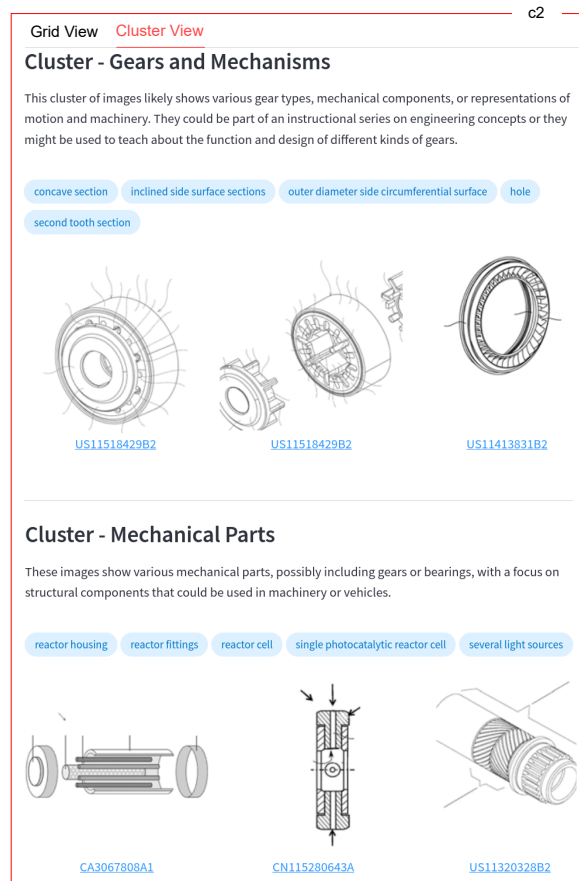 c2
Grid View Cluster View
Cluster - Gears and Mechanisms
This cluster of images likely shows various gear types, mechanical components, or representations of
motion and machinery. They could be part of an instructional series on engineering concepts or they
might be used to teach about the function and design of different kinds of gears.
concave section inclined side surface sections outer diameter side circumferential surface hole
second tooth section
US11518429B2 US11518429B2 US11413831B2
Cluster - Mechanical Parts
These images show various mechanical parts, possibly including gears or bearings, with a focus on
structural components that could be used in machinery or vehicles.
reactor housing reactor fittings reactor cell single photocatalytic reactor cell several light sources
CA3067808A1 CN115280643A US11320328B2